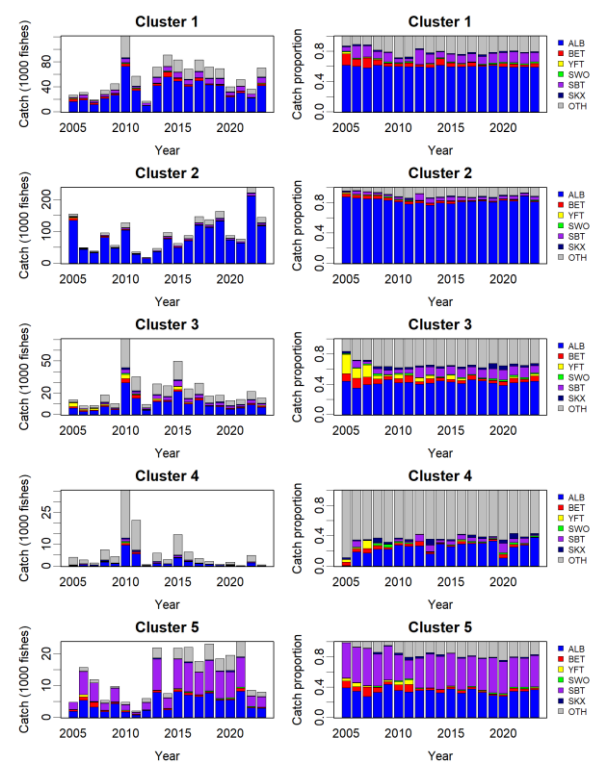 Cluster 1
Catch (1000 fishes)
0 40 80
2005 2010 2015 2020
Year
Cluster 1
Catch proportion
0.0 0.4 0.8
2005 2010 2015 2020
Year
ALB
BET
YFT
SWO
SBT
SKX
OTH
Cluster 2
Catch (1000 fishes)
0 100 200
2005 2010 2015 2020
Year
Cluster 2
Catch proportion
0.0 0.4 0.8
2005 2010 2015 2020
Year
ALB
BET
YFT
SWO
SBT
SKX
OTH
Cluster 3
Catch (1000 fishes)
0 20 50
2005 2010 2015 2020
Year
Cluster 3
Catch proportion
0.0 0.4 0.8
2005 2010 2015 2020
Year
ALB
BET
YFT
SWO
SBT
SKX
OTH
Cluster 4
Catch (1000 fishes)
0 10 25
2005 2010 2015 2020
Year
Cluster 4
Catch proportion
0.0 0.4 0.8
2005 2010 2015 2020
Year
ALB
BET
YFT
SWO
SBT
SKX
OTH
Cluster 5
Catch (1000 fishes)
0 10 20
2005 2010 2015 2020
Year
Cluster 5
Catch proportion
0.0 0.4 0.8
2005 2010 2015 2020
Year
ALB
BET
YFT
SWO
SBT
SKX
OTH